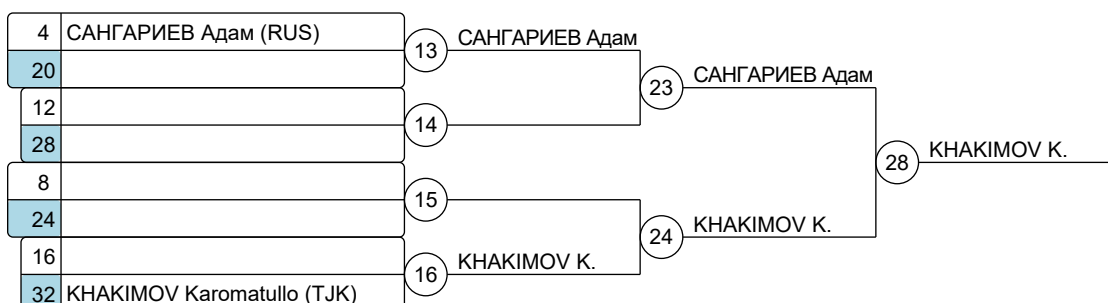 4 САНГАРИЕВ Адам (RUS)
13 САНГАРИЕВ Адам
20
23 САНГАРИЕВ Адам
12
14
28
28 KHAKIMOV K.
8
15
24
24 KHAKIMOV K.
16
16 KHAKIMOV K.
32 KHAKIMOV Karomatullo (TJK)